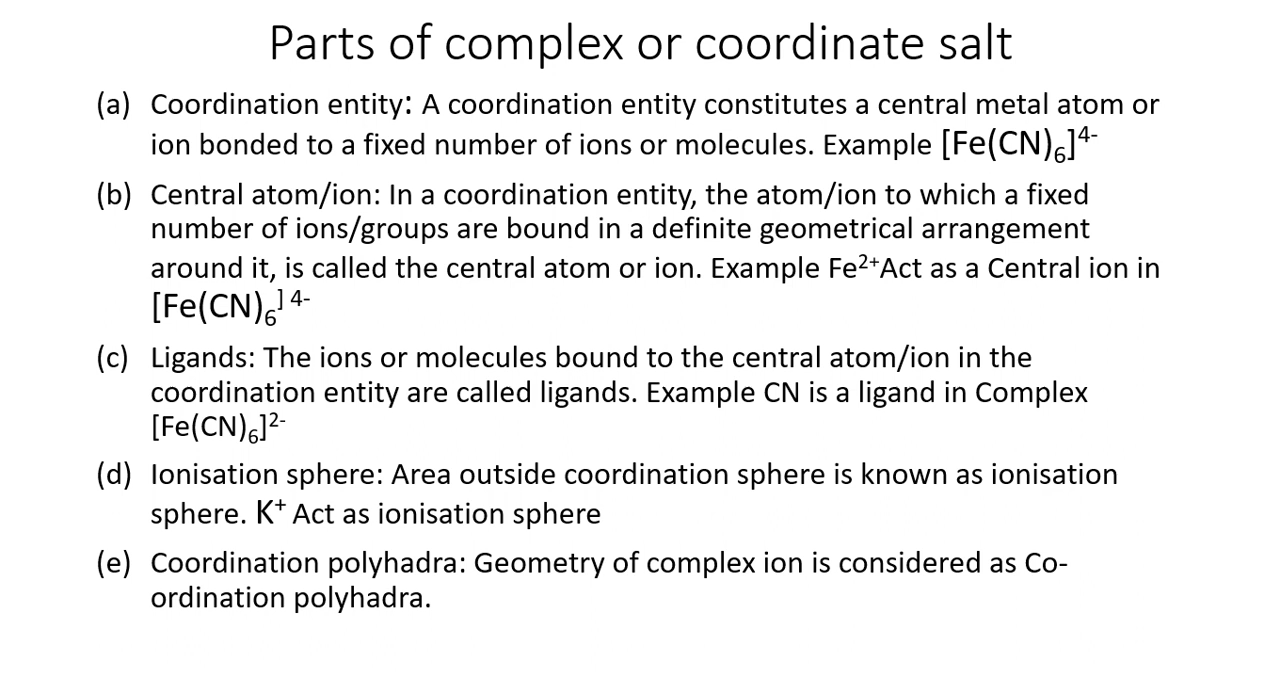 Parts of complex or coordinate salt
(a) Coordination entity: A coordination entity constitutes a central metal atom or
ion bonded to a fixed number of ions or molecules. Example [Fe(CN)₆]⁴⁻
(b) Central atom/ion: In a coordination entity, the atom/ion to which a fixed
number of ions/groups are bound in a definite geometrical arrangement
around it, is called the central atom or ion. Example Fe²⁺Act as a Central ion in
[Fe(CN)₆] ⁴⁻
(c) Ligands: The ions or molecules bound to the central atom/ion in the
coordination entity are called ligands. Example CN is a ligand in Complex
[Fe(CN)₆]²⁻
(d) Ionisation sphere: Area outside coordination sphere is known as ionisation
sphere. K⁺ Act as ionisation sphere
(e) Coordination polyhadra: Geometry of complex ion is considered as Co-
ordination polyhadra.